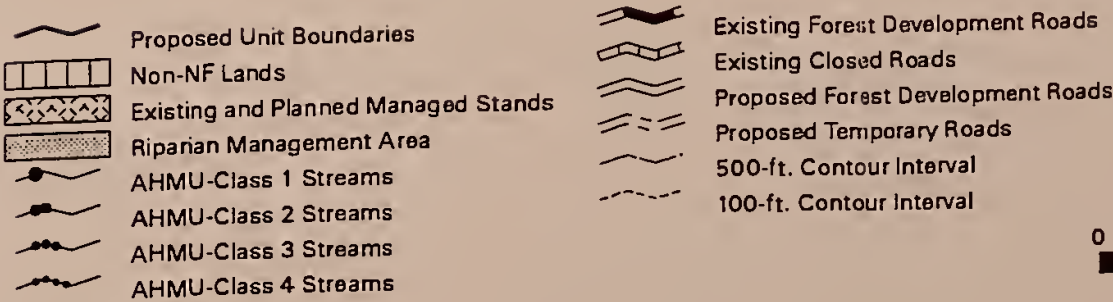 Proposed Unit Boundaries
Non-NF Lands
Existing and Planned Managed Stands
Riparian Management Area
AHMU-Class 1 Streams
AHMU-Class 2 Streams
AHMU-Class 3 Streams
AHMU-Class 4 Streams
Existing Forest Development Roads
Existing Closed Roads
Proposed Forest Development Roads
Proposed Temporary Roads
500-ft. Contour Interval
100-ft. Contour Interval
0